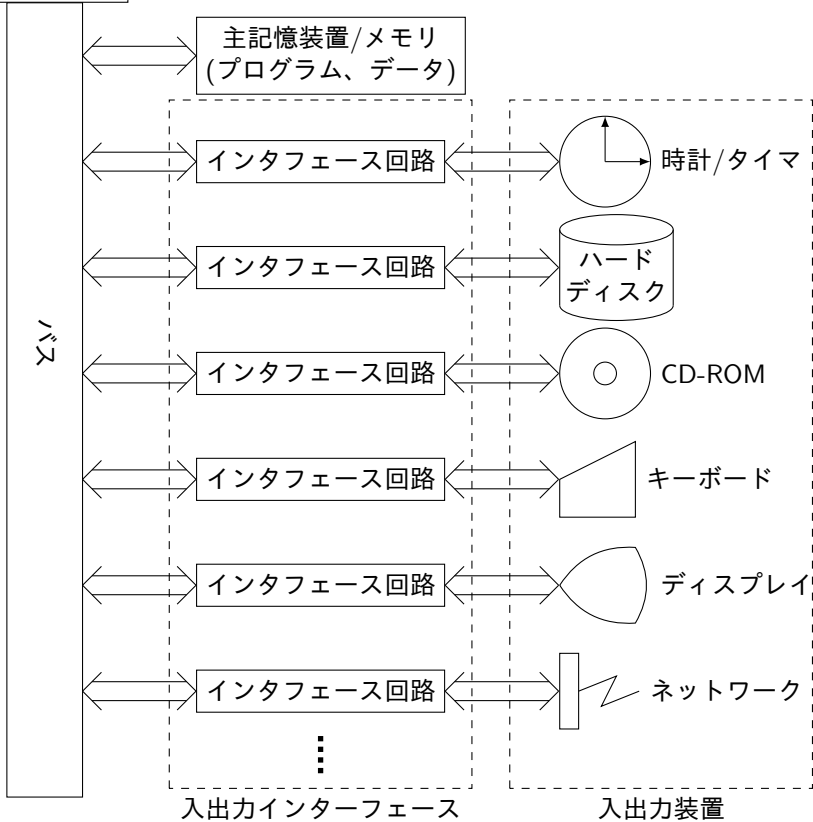 主記憶装置/メモリ
(プログラム、データ)
インタフェース回路
時計/タイマ
インタフェース回路
ハード
ディスク
バス
インタフェース回路
CD-ROM
インタフェース回路
キーボード
インタフェース回路
ディスプレイ
インタフェース回路
ネットワーク
入出力インターフェース
入出力装置